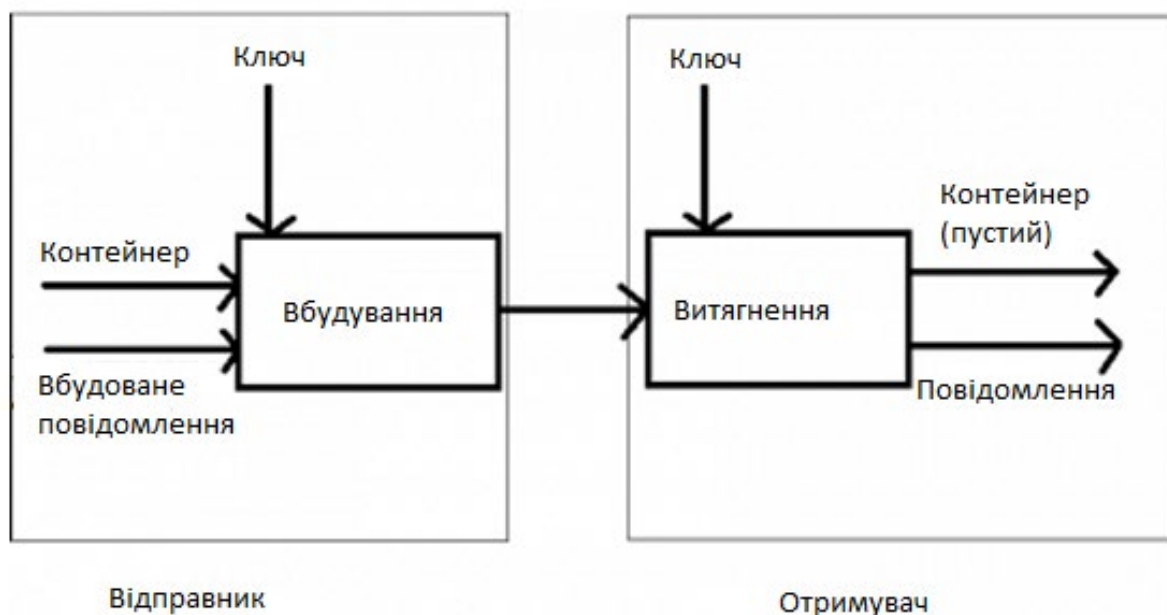 Ключ
Контейнер
Вбудоване
повідомлення
Вбудування
Відправник
Ключ
Витягнення
Контейнер
(пустий)
Повідомлення
Отримувач